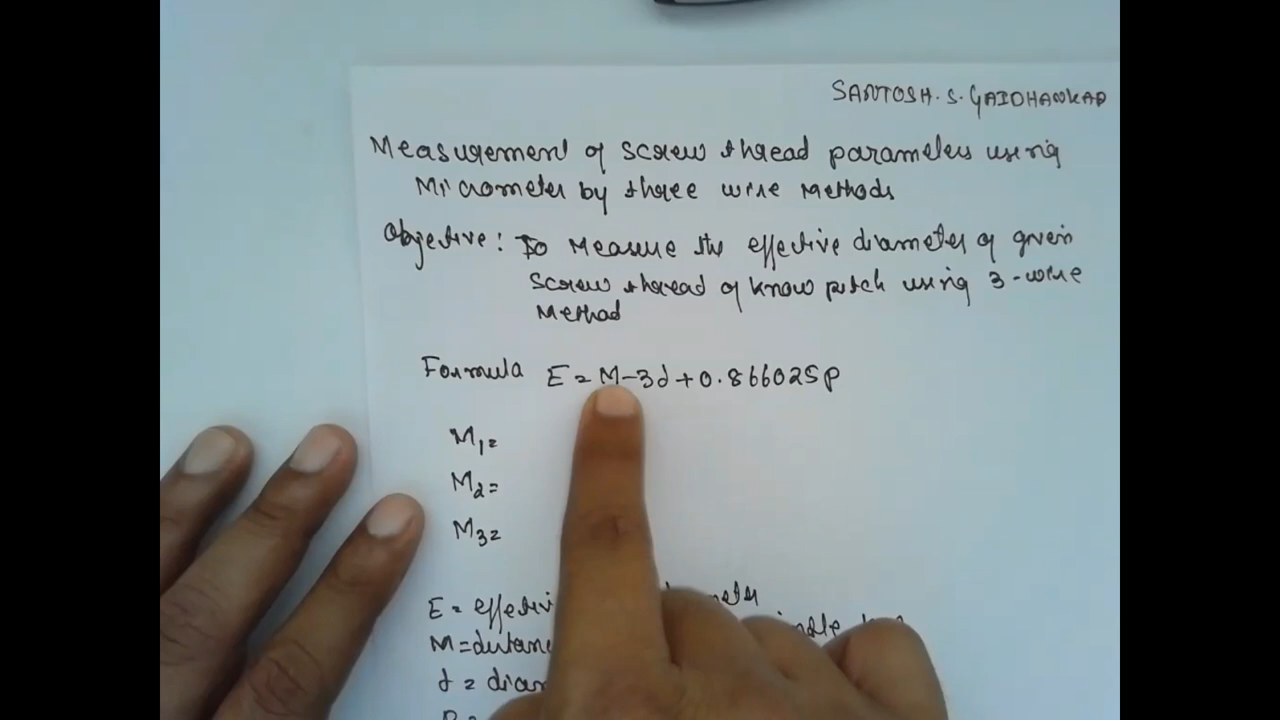 SANTOSH. S. GAIDHANKAR
Measurement of screw thread parameters using
Micrometer by three wire Methods
Objective: To Measure the effective diameter of given
screw thread of know pitch using 3-wire
Method
Formula E = M-3d+0.866025p
M1=
M2=
M3=
E = effective
M = distance
d = diam